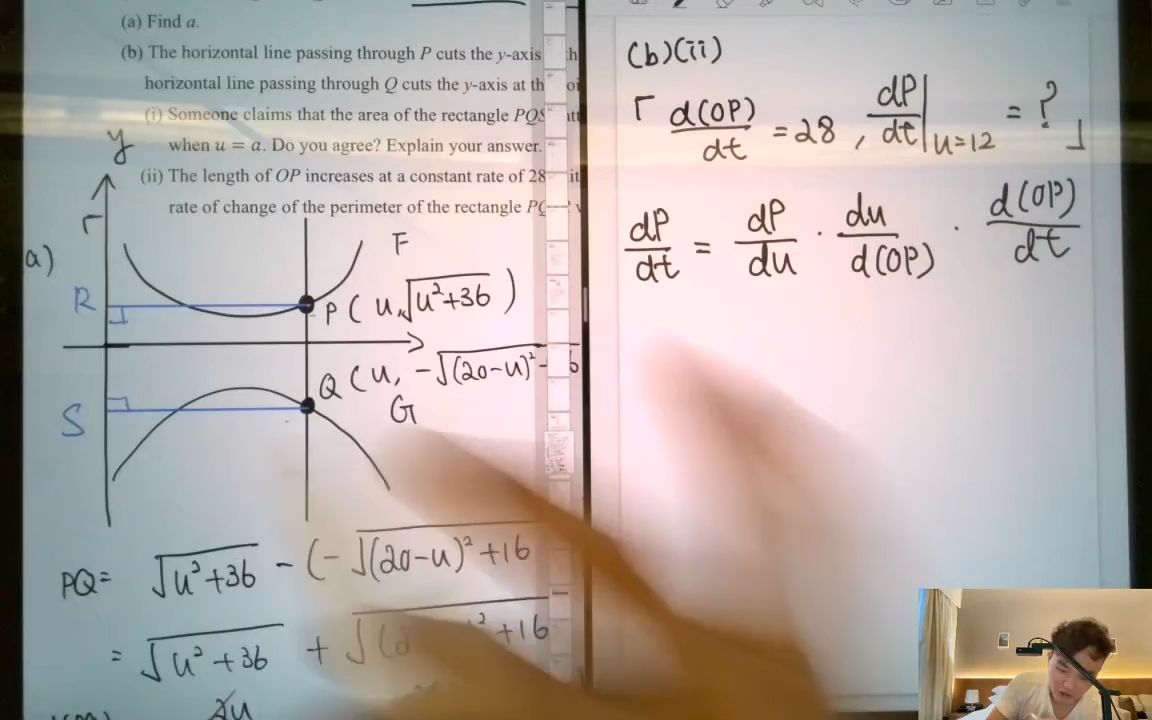 (a) Find a.
(b) The horizontal line passing through P cuts the y-axis
horizontal line passing through Q cuts the y-axis at th
(i) Someone claims that the area of the rectangle PQS
when u = a. Do you agree? Explain your answer.
(ii) The length of OP increases at a constant rate of 28
rate of change of the perimeter of the rectangle PQ
y
a)
F
R
P ( u, √(u²+36) )
Q ( u, -√((20-u)²
G
S
PQ = √(u²+36) - (-√((20-u)²+16)
= √(u²+36) + √(
²+16
2u
(b)(ii)
「 d(OP)/dt = 28 , dP/dt |u=12 = ? 」
dP/dt = dP/du · du/d(OP) · d(OP)/dt